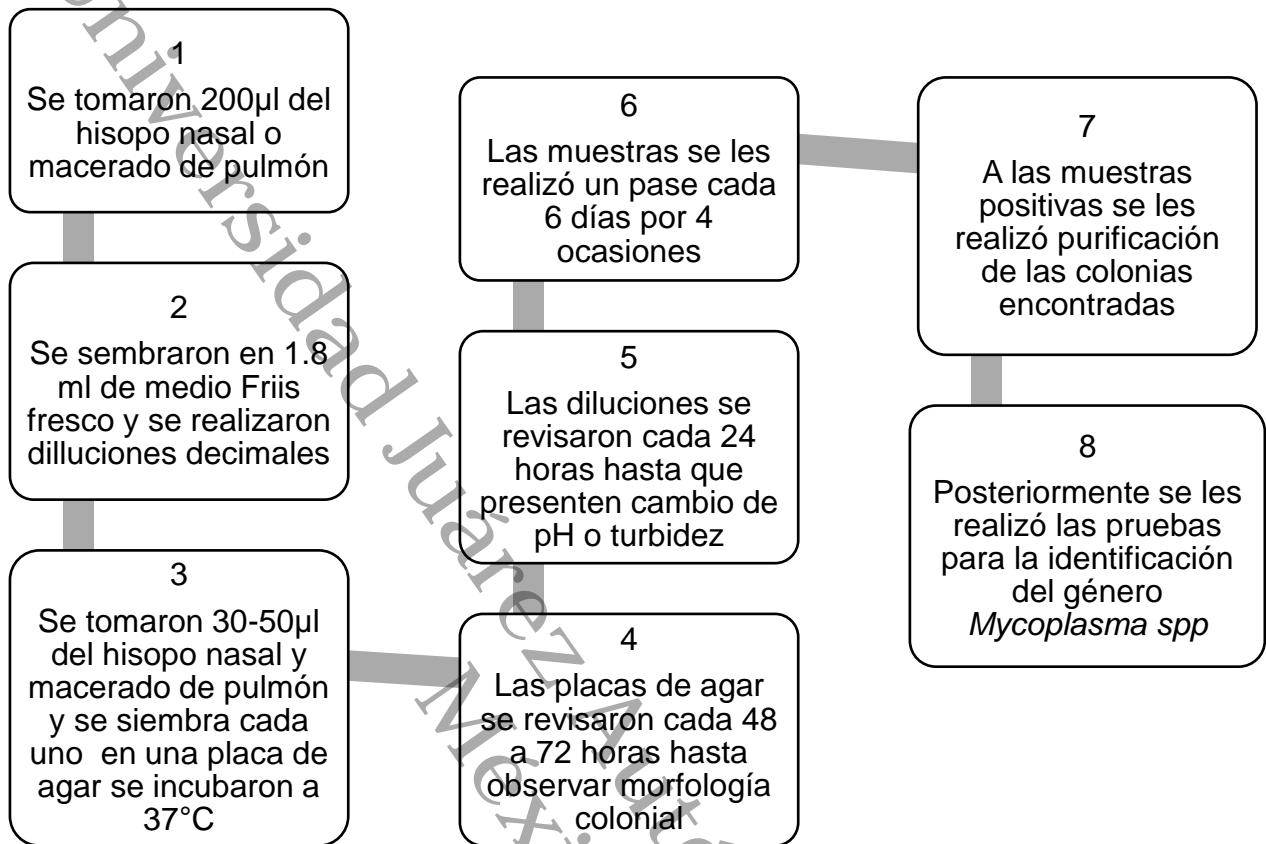 1
Se tomaron 200µl del
hisopo nasal o
macerado de pulmón
2
Se sembraron en 1.8
ml de medio Friis
fresco y se realizaron
dilluciones decimales
3
Se tomaron 30-50µl
del hisopo nasal y
macerado de pulmón
y se siembra cada
uno en una placa de
agar se incubaron a
37°C
4
Las placas de agar
se revisaron cada 48
a 72 horas hasta
observar morfología
colonial
5
Las diluciones se
revisaron cada 24
horas hasta que
presenten cambio de
pH o turbidez
6
Las muestras se les
realizó un pase cada
6 días por 4
ocasiones
7
A las muestras
positivas se les
realizó purificación
de las colonias
encontradas
8
Posteriormente se les
realizó las pruebas
para la identificación
del género
Mycoplasma spp
Juárez